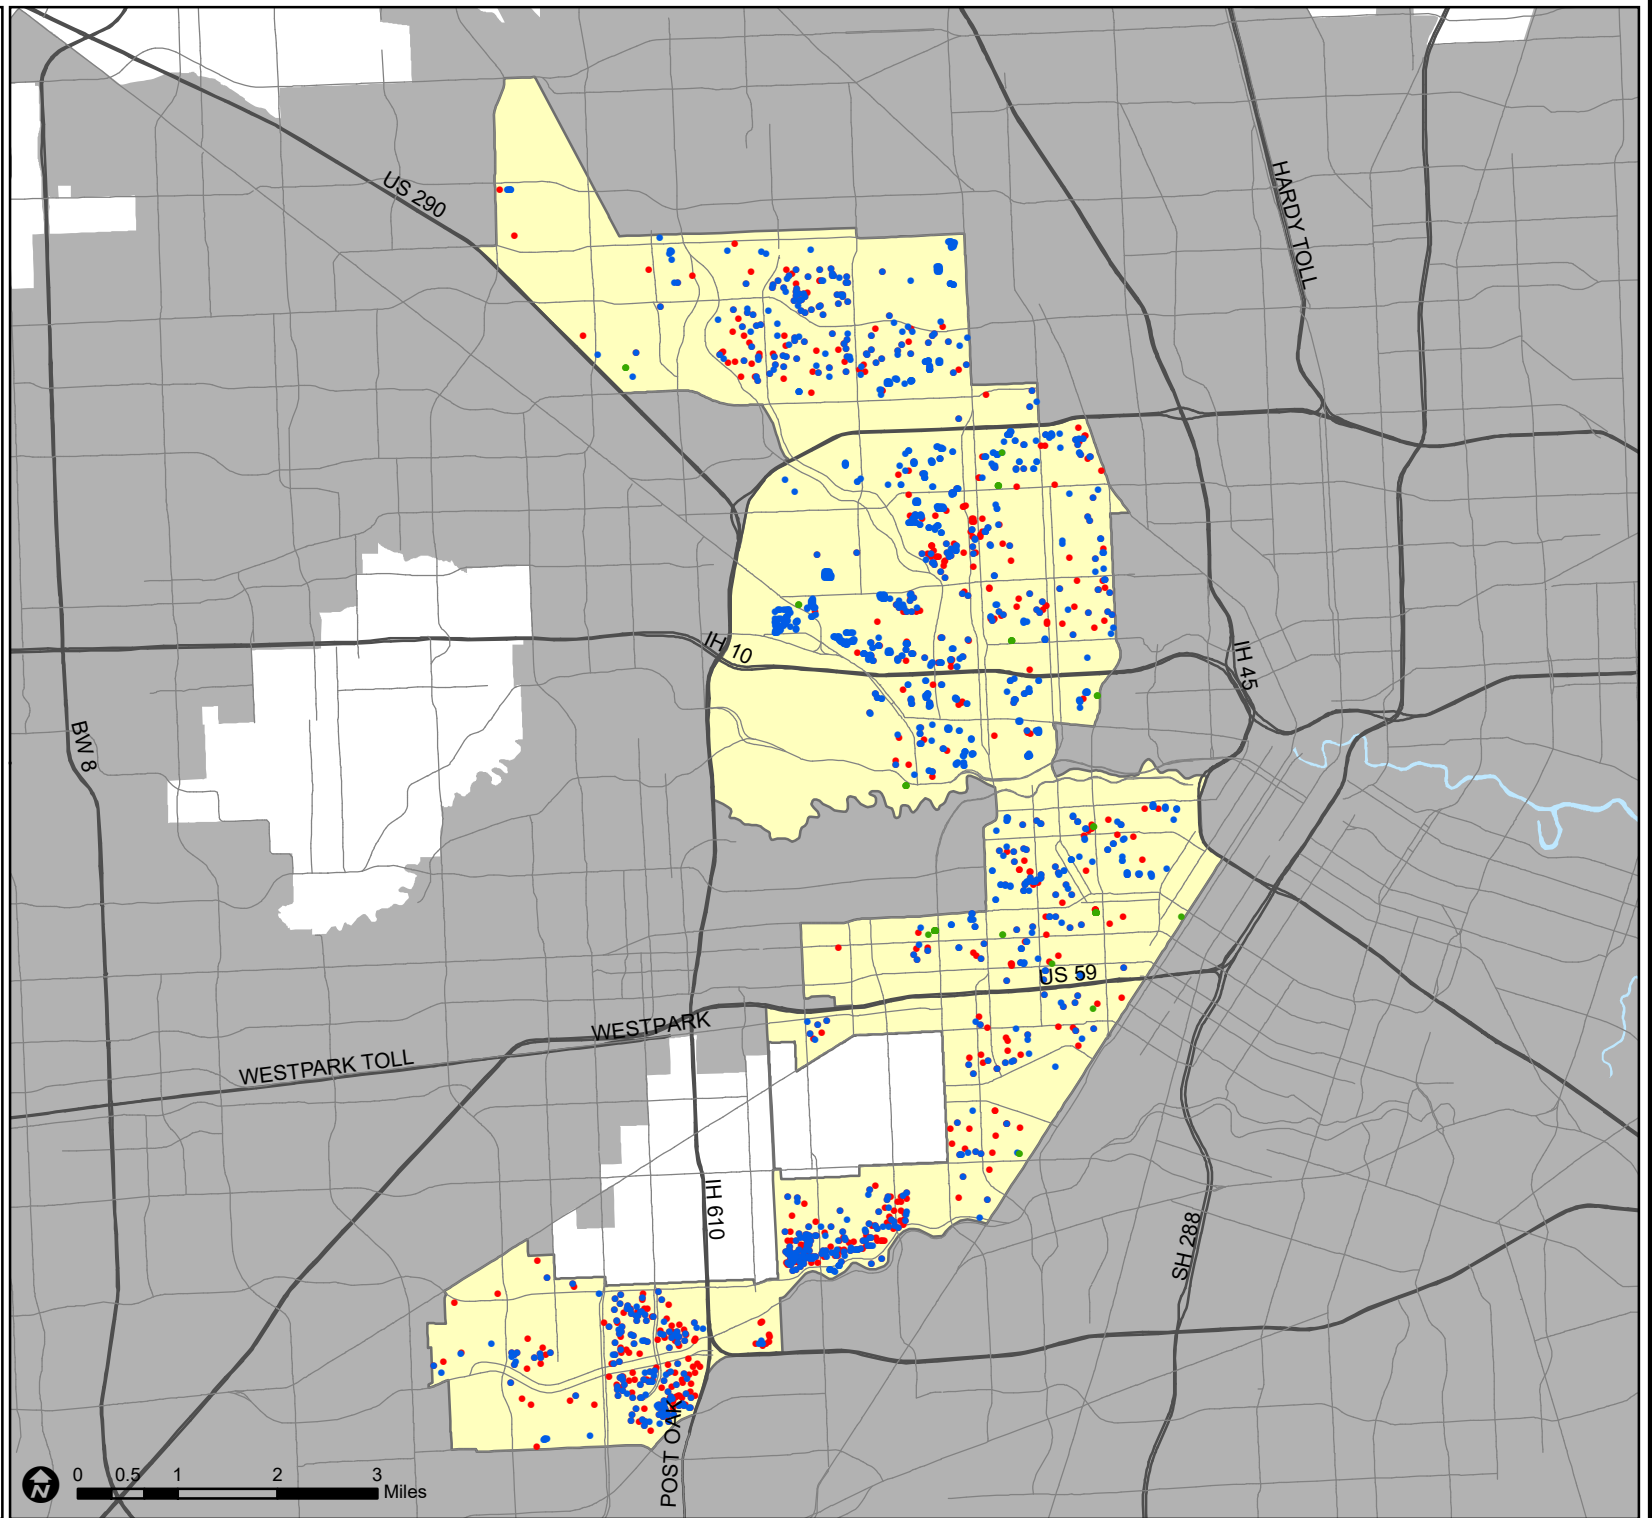 US 290
HARDY TOLL
IH 10
IH 45
BW 8
US 59
WESTPARK
WESTPARK TOLL
IH 610
SH 288
POST OAK
N
0 0.5 1 2 3
Miles